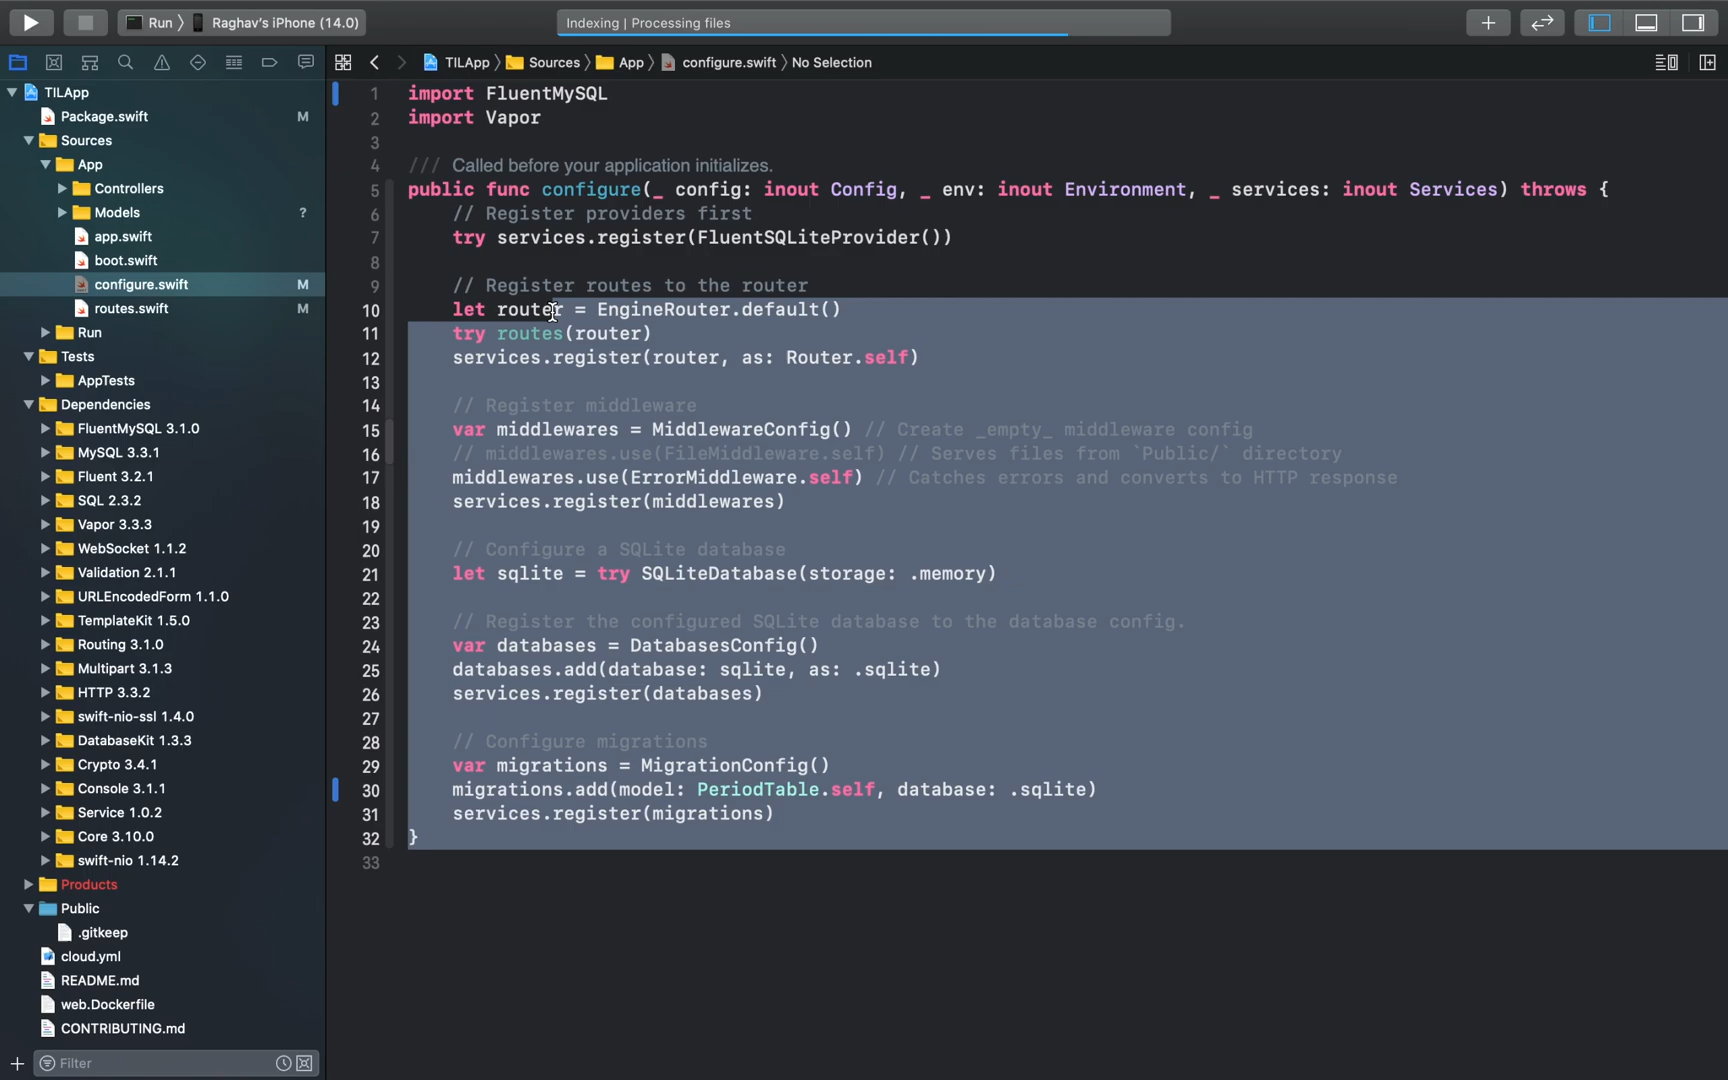 Run
Raghav's iPhone (14.0)
Indexing | Processing files
TILApp
Package.swift M
Sources
App
Controllers
Models ?
app.swift
boot.swift
configure.swift M
routes.swift M
Run
Tests
AppTests
Dependencies
FluentMySQL 3.1.0
MySQL 3.3.1
Fluent 3.2.1
SQL 2.3.2
Vapor 3.3.3
WebSocket 1.1.2
Validation 2.1.1
URLEncodedForm 1.1.0
TemplateKit 1.5.0
Routing 3.1.0
Multipart 3.1.3
HTTP 3.3.2
swift-nio-ssl 1.4.0
DatabaseKit 1.3.3
Crypto 3.4.1
Console 3.1.1
Service 1.0.2
Core 3.10.0
swift-nio 1.14.2
Products
Public
.gitkeep
cloud.yml
README.md
web.Dockerfile
CONTRIBUTING.md
Filter
TILApp Sources App configure.swift No Selection
1 import FluentMySQL
2 import Vapor
3
4 /// Called before your application initializes.
5 public func configure(_ config: inout Config, _ env: inout Environment, _ services: inout Services) throws {
6 // Register providers first
7 try services.register(FluentSQLiteProvider())
8
9 // Register routes to the router
10 let router = EngineRouter.default()
11 try routes(router)
12 services.register(router, as: Router.self)
13
14 // Register middleware
15 var middlewares = MiddlewareConfig() // Create _empty_ middleware config
16 // middlewares.use(FileMiddleware.self) // Serves files from `Public/` directory
17 middlewares.use(ErrorMiddleware.self) // Catches errors and converts to HTTP response
18 services.register(middlewares)
19
20 // Configure a SQLite database
21 let sqlite = try SQLiteDatabase(storage: .memory)
22
23 // Register the configured SQLite database to the database config.
24 var databases = DatabasesConfig()
25 databases.add(database: sqlite, as: .sqlite)
26 services.register(databases)
27
28 // Configure migrations
29 var migrations = MigrationConfig()
30 migrations.add(model: PeriodTable.self, database: .sqlite)
31 services.register(migrations)
32 }
33